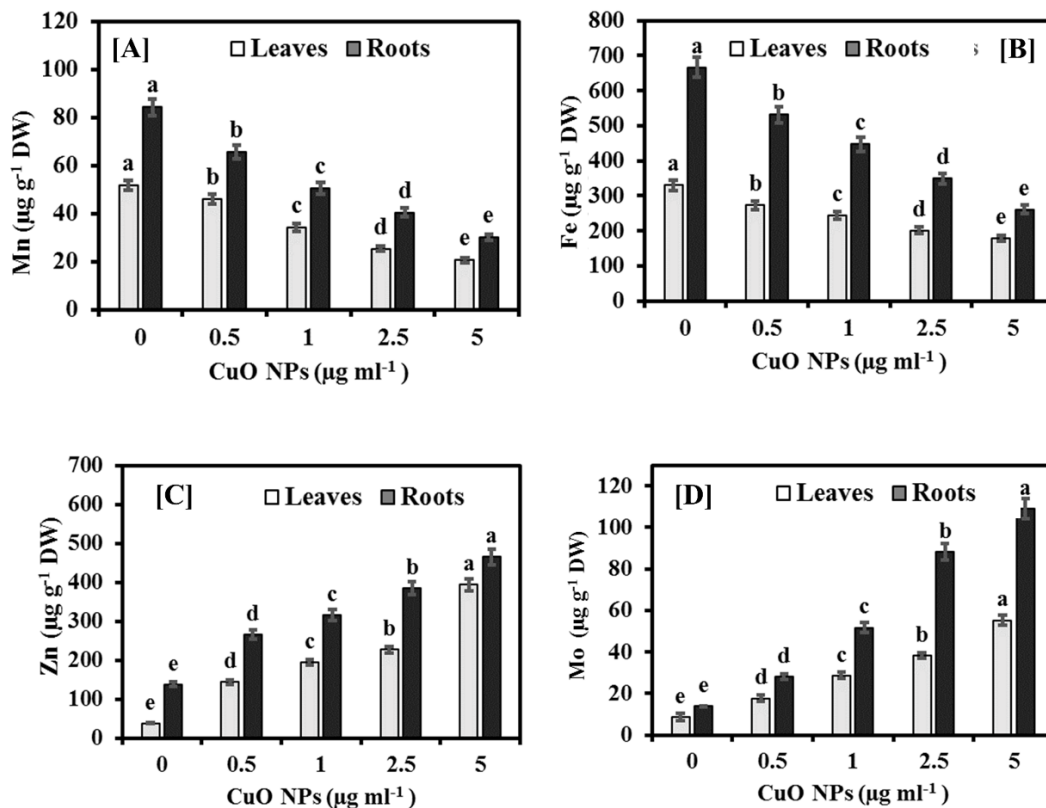 [A]
Leaves Roots
Mn (µg g-1 DW)
100
80
60
40
20
0
a
a
b
b
c
c
d
d
e
e
0 0.5 1 2.5 5
CuO NPs (µg ml-1 )
[B]
Leaves Roots
Fe (µg g-1 DW)
800
700
600
500
400
300
200
100
0
a
a
b
b
c
c
d
d
e
e
0 0.5 1 2.5 5
CuO NPs (µg ml-1 )
[C]
Leaves Roots
Zn (µg g-1 DW)
700
600
500
400
300
200
100
0
e
e
d
d
c
c
b
b
a
a
0 0.5 1 2.5 5
CuO NPs (µg ml-1 )
[D]
Leaves Roots
Mo (µg g-1 DW)
120
100
80
60
40
20
0
e
e
d
d
c
c
b
b
a
a
0 0.5 1 2.5 5
CuO NPs (µg ml-1 )